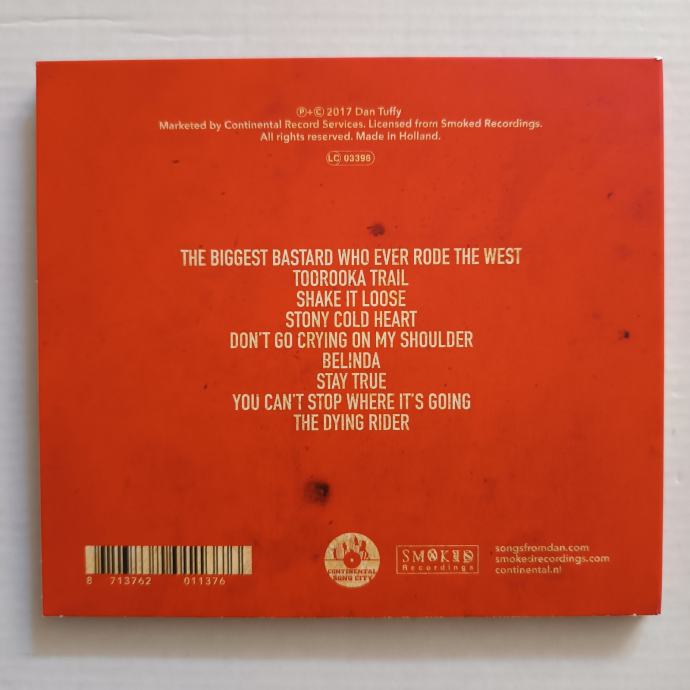 ℗+© 2017 Dan Tuffy
Marketed by Continental Record Services. Licensed from Smoked Recordings.
All rights reserved. Made in Holland.
LC 03398
THE BIGGEST BASTARD WHO EVER RODE THE WEST
TOOROOKA TRAIL
SHAKE IT LOOSE
STONY COLD HEART
DON'T GO CRYING ON MY SHOULDER
BELINDA
STAY TRUE
YOU CAN'T STOP WHERE IT'S GOING
THE DYING RIDER
8 713762 011376
CONTINENTAL
SONG CITY
SMOKED
Recordings
songsfromdan.com
smokedrecordings.com
continental.nl